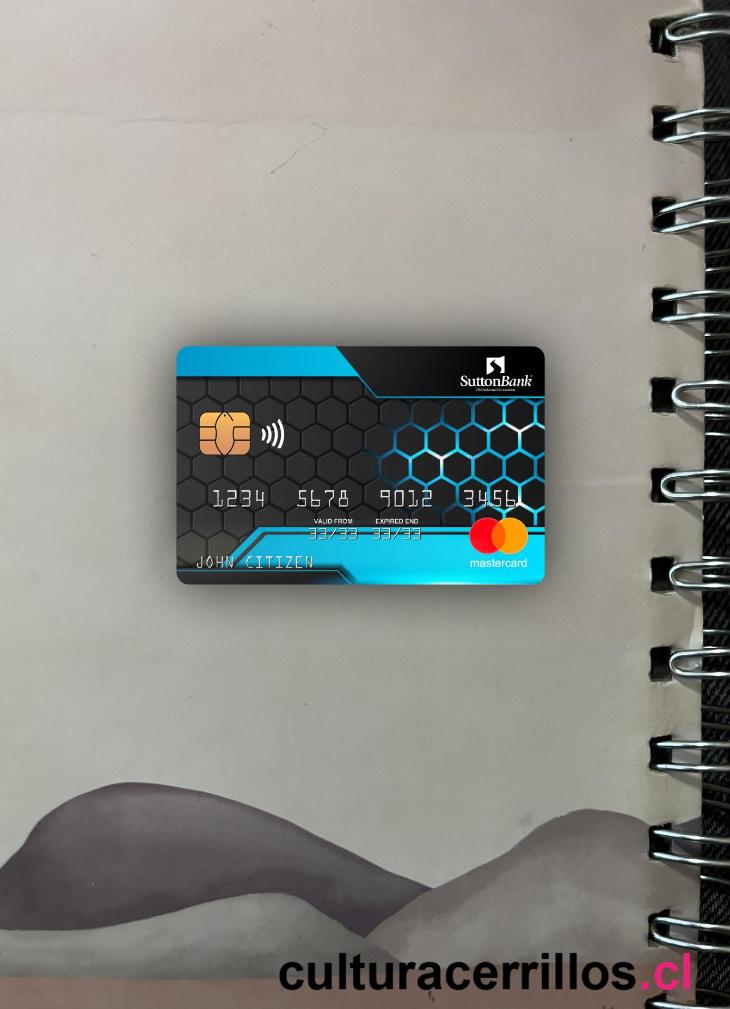 SuttonBank
1234 5678 9012 3456
VALID FROM EXPIRED END
33/33 33/33
JOHN CITIZEN
mastercard
culturacerrillos.cl